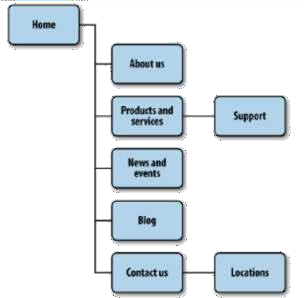 Home
About us
Products and
services
Support
News and
events
Blog
Contact us
Locations